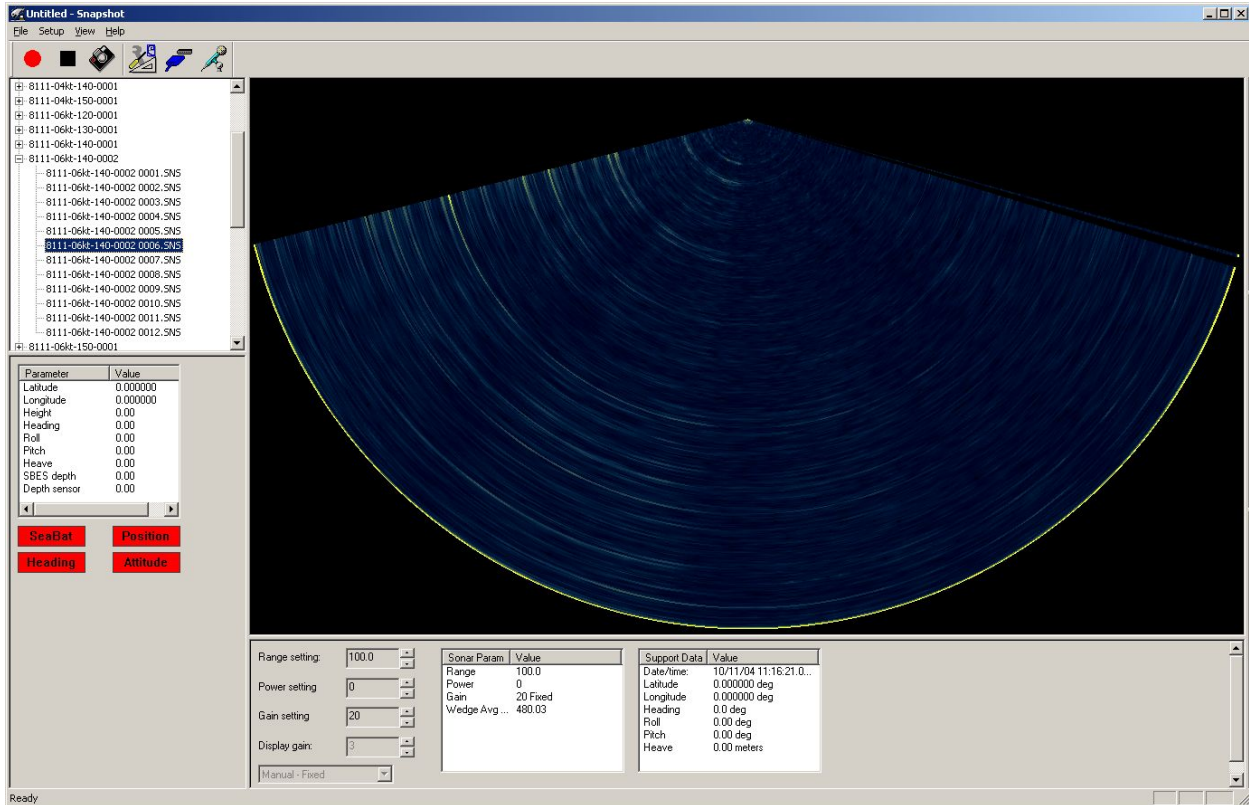 Untitled - Snapshot
File Setup View Help
8111-04kt-140-0001
8111-04kt-150-0001
8111-06kt-120-0001
8111-06kt-130-0001
8111-06kt-140-0001
8111-06kt-140-0002
8111-06kt-140-0002 0001.SNS
8111-06kt-140-0002 0002.SNS
8111-06kt-140-0002 0003.SNS
8111-06kt-140-0002 0004.SNS
8111-06kt-140-0002 0005.SNS
8111-06kt-140-0002 0006.SNS
8111-06kt-140-0002 0007.SNS
8111-06kt-140-0002 0008.SNS
8111-06kt-140-0002 0009.SNS
8111-06kt-140-0002 0010.SNS
8111-06kt-140-0002 0011.SNS
8111-06kt-140-0002 0012.SNS
8111-06kt-150-0001
Parameter Value
Latitude 0.000000
Longitude 0.000000
Height 0.00
Heading 0.00
Roll 0.00
Pitch 0.00
Heave 0.00
SBES depth 0.00
Depth sensor 0.00
SeaBat Position
Heading Attitude
Range setting: 100.0
Power setting 0
Gain setting 20
Display gain: 3
Manual - Fixed
Sonar Param Value
Range 100.0
Power 0
Gain 20 Fixed
Wedge Avg ... 480.03
Support Data Value
Date/time: 10/11/04 11:16:21.0...
Latitude 0.000000 deg
Longitude 0.000000 deg
Heading 0.0 deg
Roll 0.00 deg
Pitch 0.00 deg
Heave 0.00 meters
Ready